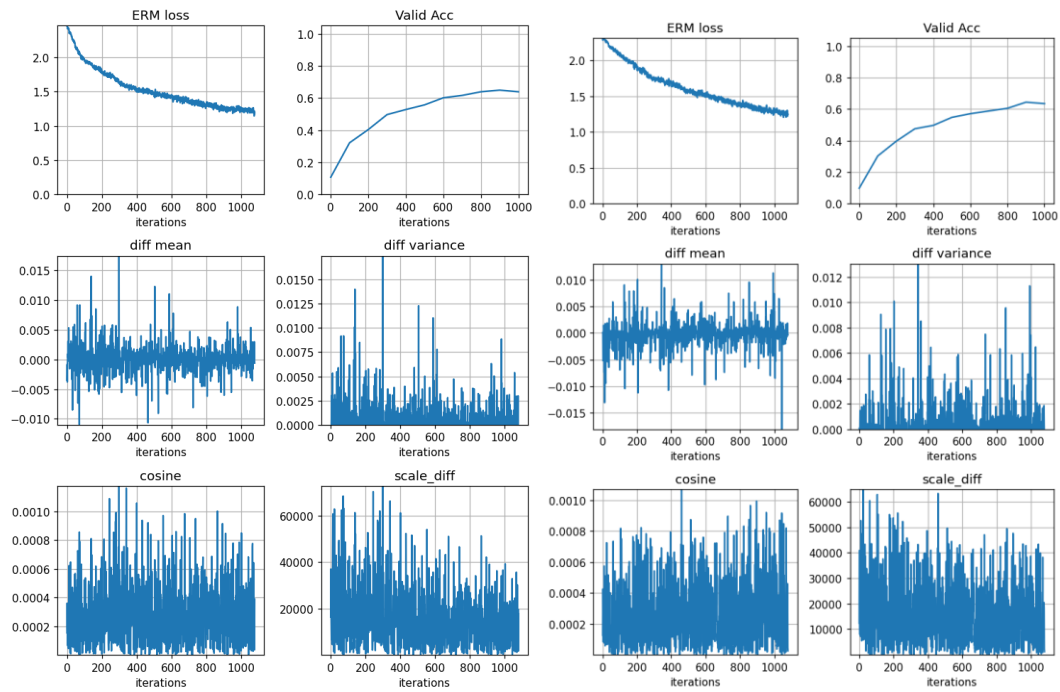 ERM loss
2.0
1.5
1.0
0.5
0.0
0 200 400 600 800 1000
iterations
Valid Acc
1.0
0.8
0.6
0.4
0.2
0.0
0 200 400 600 800 1000
iterations
ERM loss
2.0
1.5
1.0
0.5
0.0
0 200 400 600 800 1000
iterations
Valid Acc
1.0
0.8
0.6
0.4
0.2
0.0
0 200 400 600 800 1000
iterations
diff mean
0.015
0.010
0.005
0.000
−0.005
−0.010
0 200 400 600 800 1000
iterations
diff variance
0.0150
0.0125
0.0100
0.0075
0.0050
0.0025
0.0000
0 200 400 600 800 1000
iterations
diff mean
0.010
0.005
0.000
−0.005
−0.010
−0.015
0 200 400 600 800 1000
iterations
diff variance
0.012
0.010
0.008
0.006
0.004
0.002
0.000
0 200 400 600 800 1000
iterations
cosine
0.0010
0.0008
0.0006
0.0004
0.0002
0 200 400 600 800 1000
iterations
scale_diff
60000
40000
20000
0 200 400 600 800 1000
iterations
cosine
0.0010
0.0008
0.0006
0.0004
0.0002
0 200 400 600 800 1000
iterations
scale_diff
60000
50000
40000
30000
20000
10000
0 200 400 600 800 1000
iterations